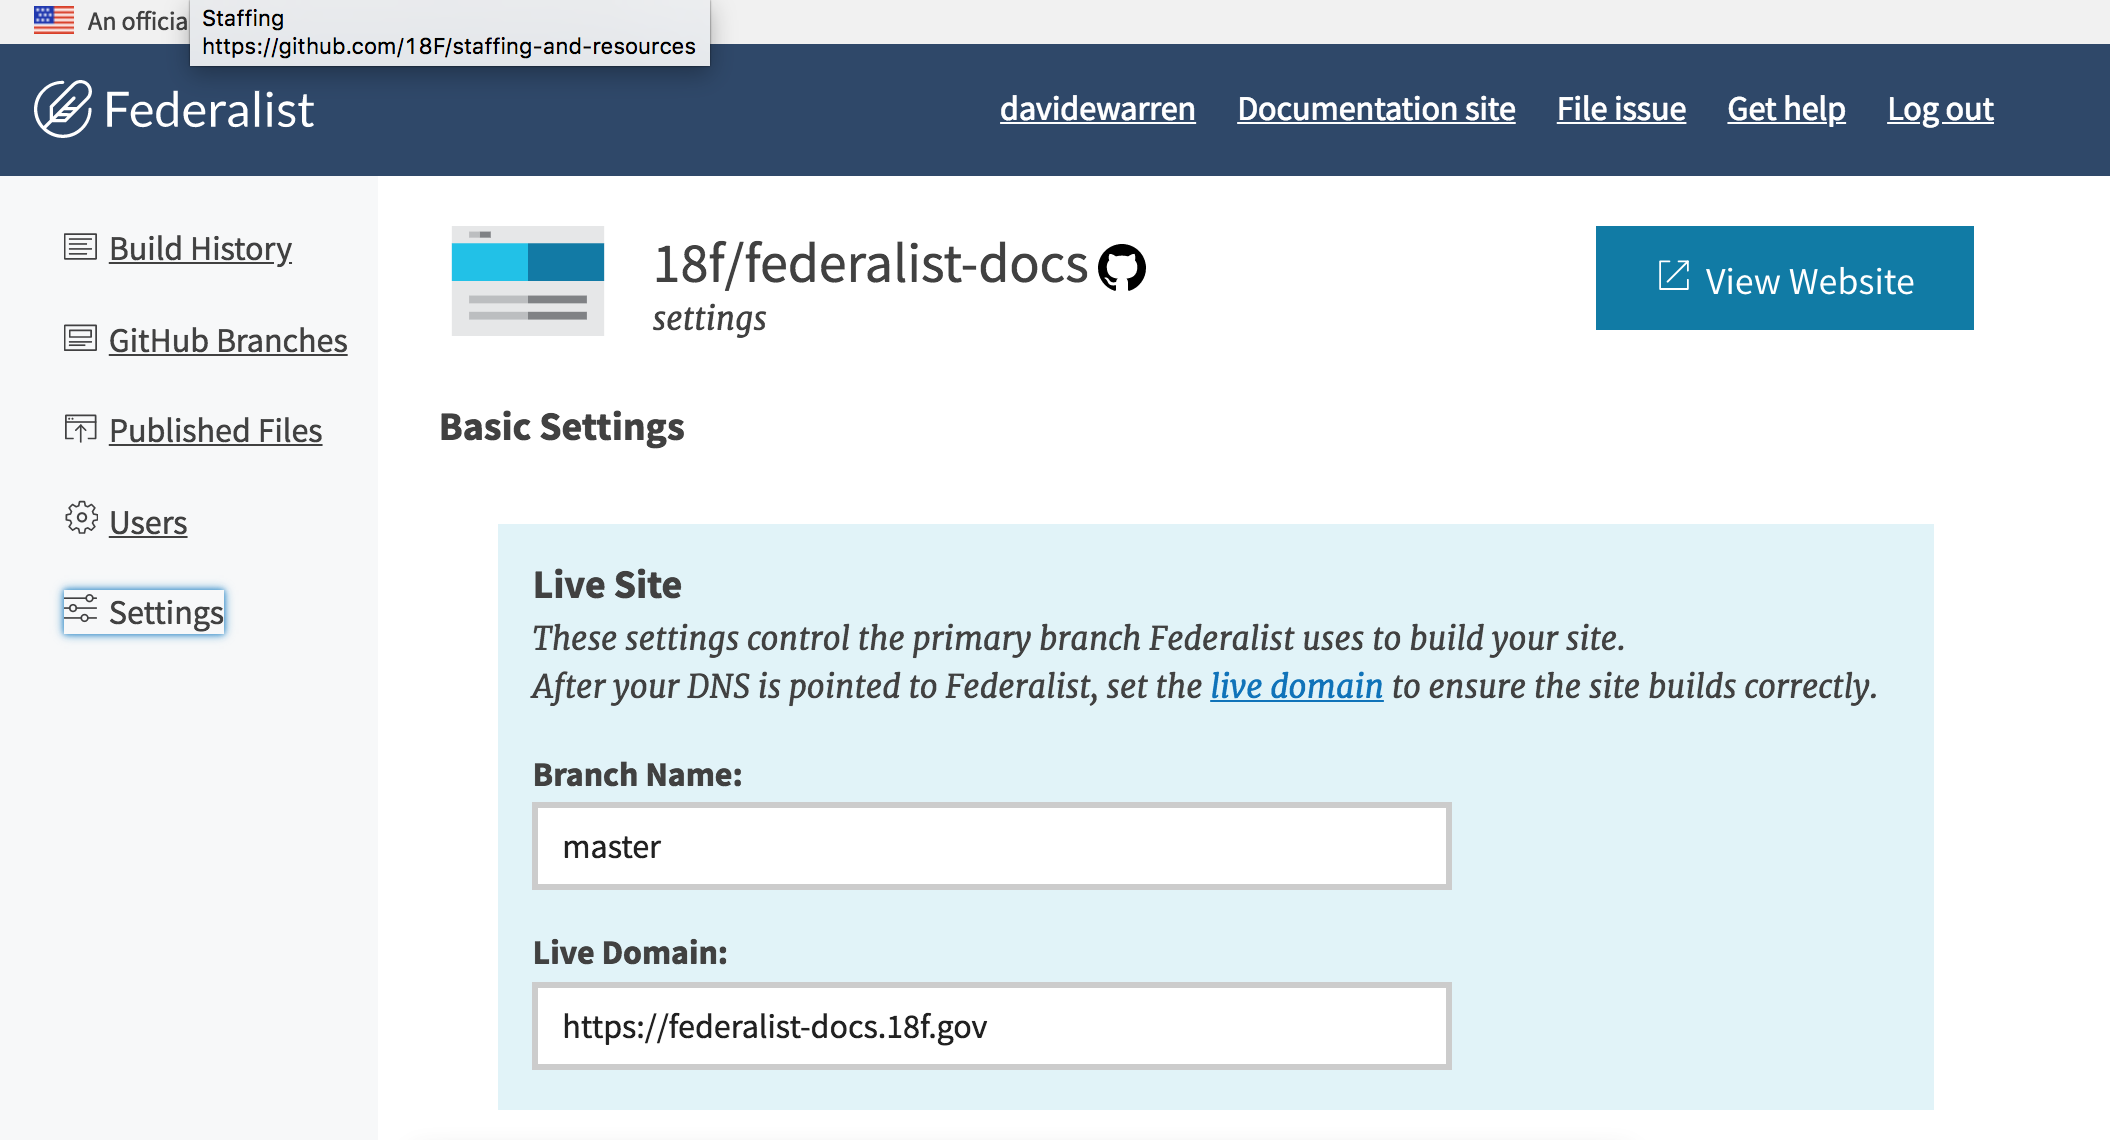 An officia
Staffing
https://github.com/18F/staffing-and-resources
Federalist
davidewarren Documentation site File issue Get help Log out
Build History
GitHub Branches
Published Files
Users
Settings
18f/federalist-docs
settings
View Website
Basic Settings
Live Site
These settings control the primary branch Federalist uses to build your site.
After your DNS is pointed to Federalist, set the live domain to ensure the site builds correctly.
Branch Name:
master
Live Domain:
https://federalist-docs.18f.gov